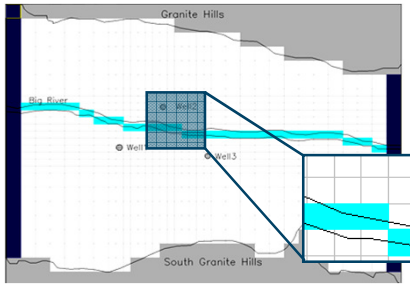 Granite Hills
Big River
Well2
Well1
Well3
South Granite Hills